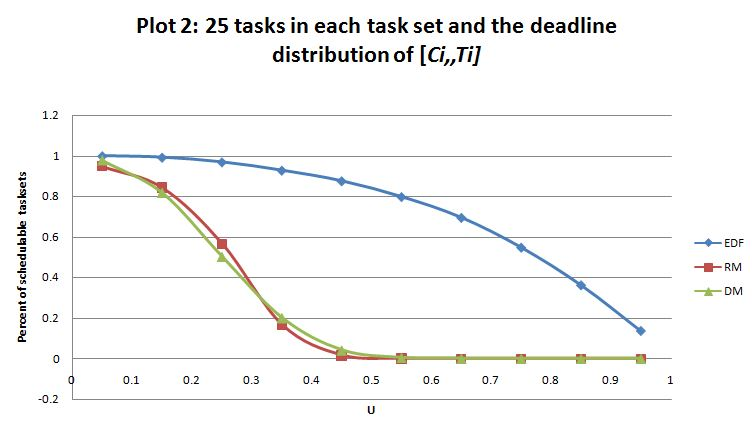 Plot 2: 25 tasks in each task set and the deadline
distribution of [Ci,,Ti]
Percent of schedulable tasksets
1.2
1
0.8
0.6
0.4
0.2
0
-0.2
0 0.1 0.2 0.3 0.4 0.5 0.6 0.7 0.8 0.9 1
U
EDF
RM
DM